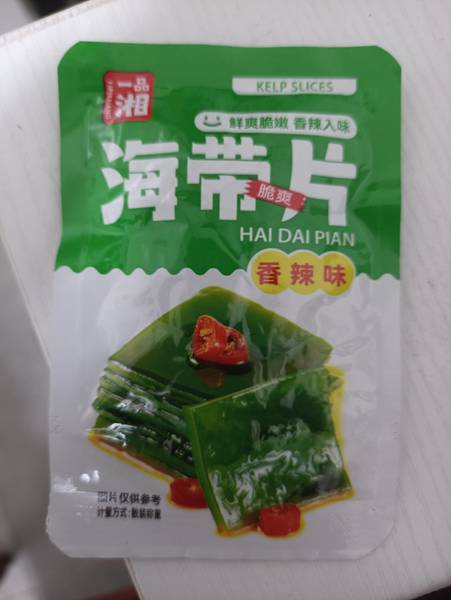 一品
湘
KELP SLICES
鲜爽脆嫩 香辣入味
海带片
脆爽
HAI DAI PIAN
香辣味
图片仅供参考
计量方式:散装称重